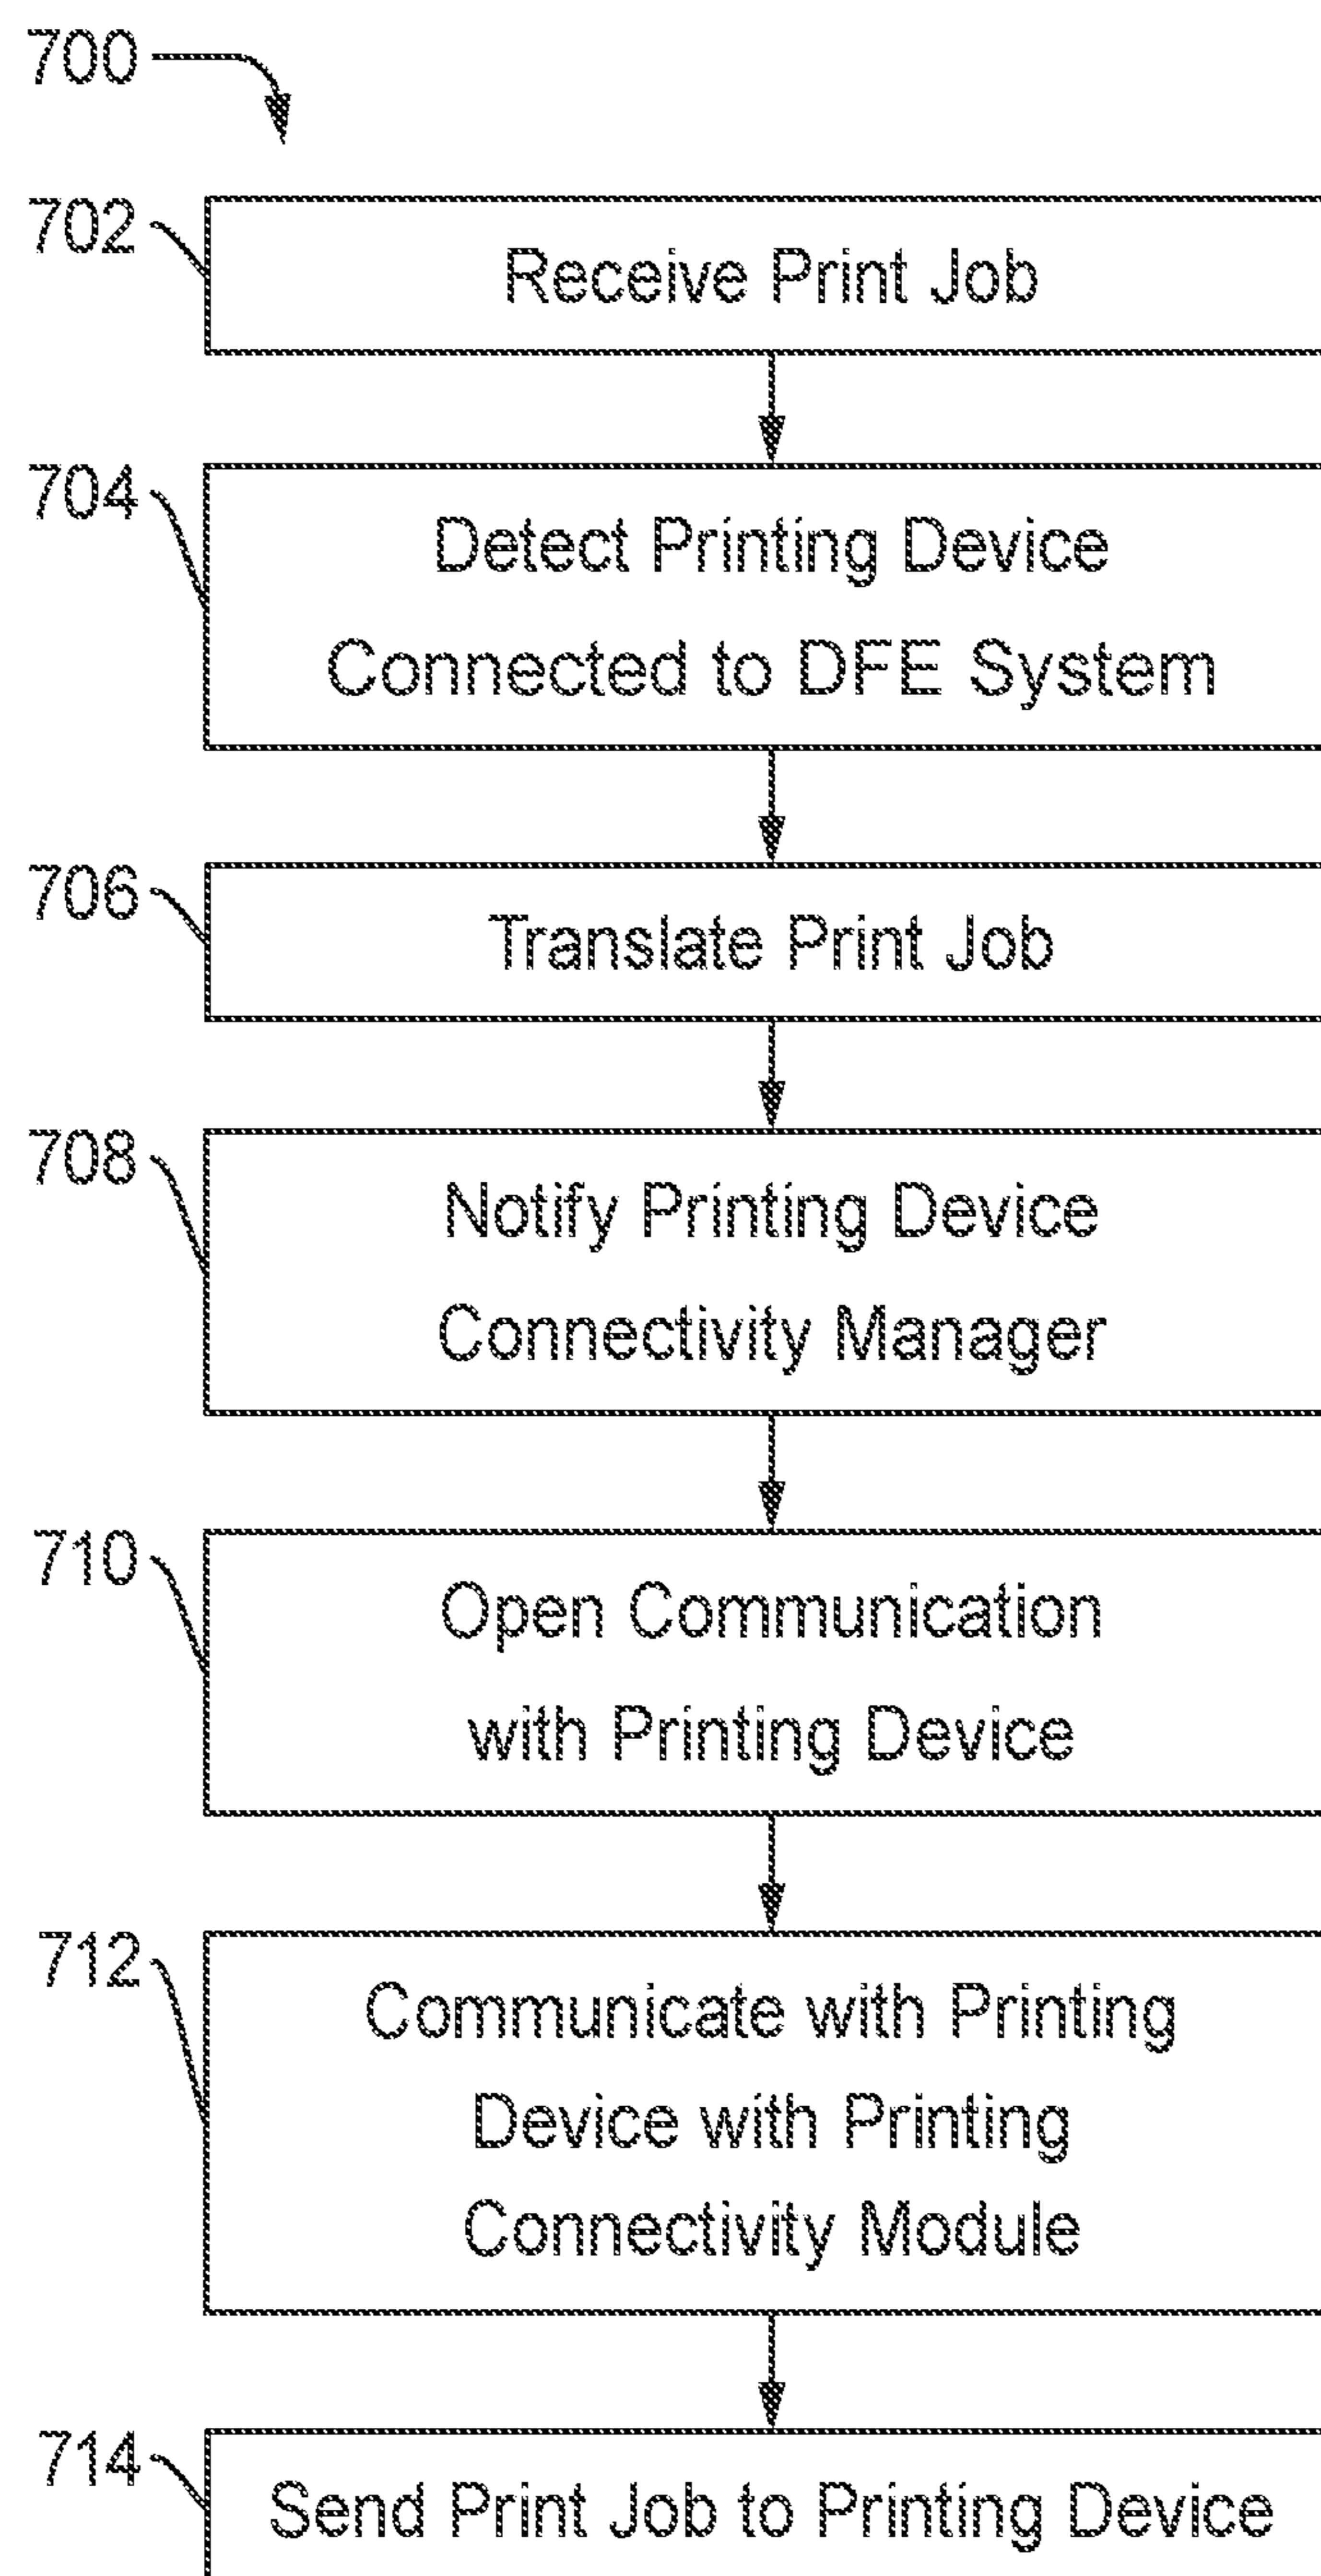 700
702
Receive Print Job
704
Detect Printing Device
Connected to DFE System
706
Translate Print Job
708
Notify Printing Device
Connectivity Manager
710
Open Communication
with Printing Device
712
Communicate with Printing
Device with Printing
Connectivity Module
714
Send Print Job to Printing Device